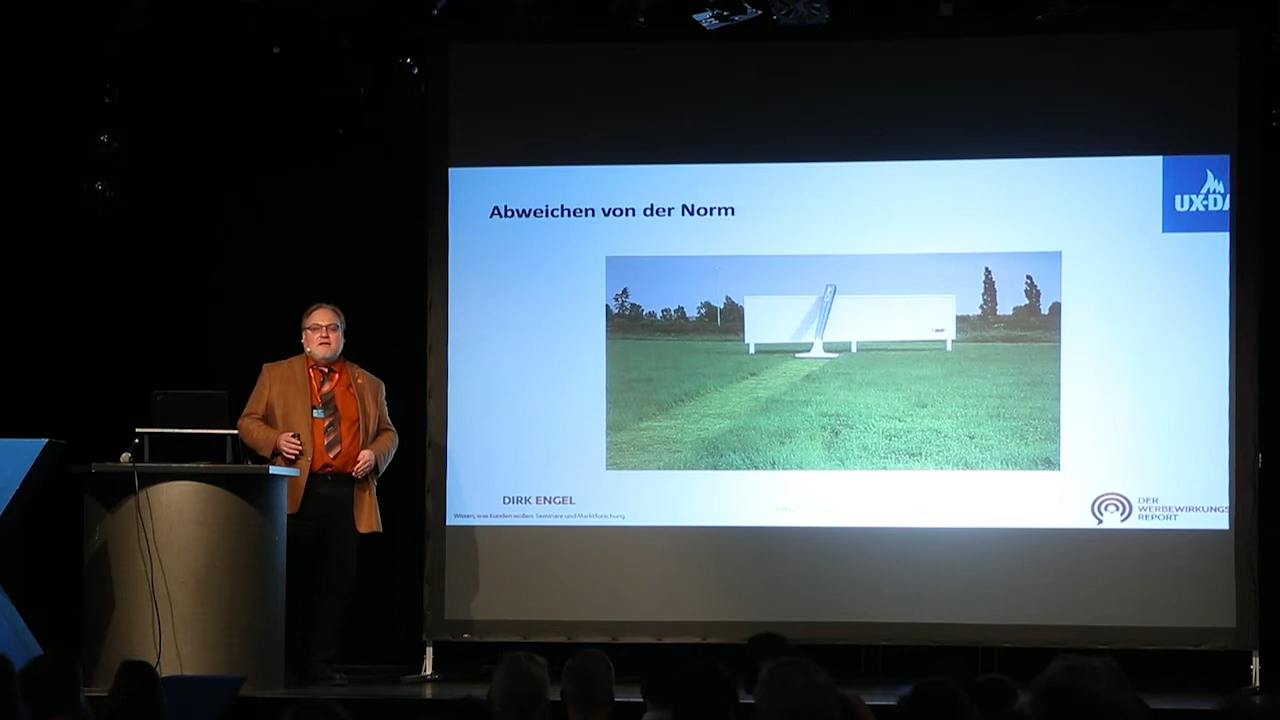 Abweichen von der Norm
UX-DA
DIRK ENGEL
Wissen, was Kunden wollen. Seminare und Marktforschung
DER
WERBEWIRKUNGS
REPORT